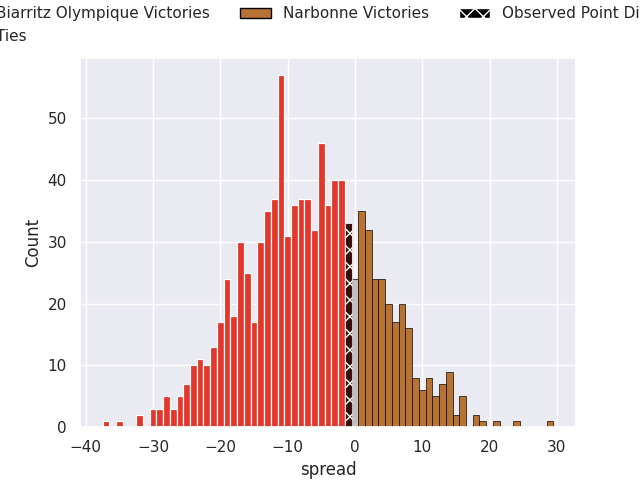 Biarritz Olympique Victories Narbonne Victories Observed Point Di
Ties
50
40
30
20
10
0
Count
−40 −30 −20 −10 0 10 20 30
spread